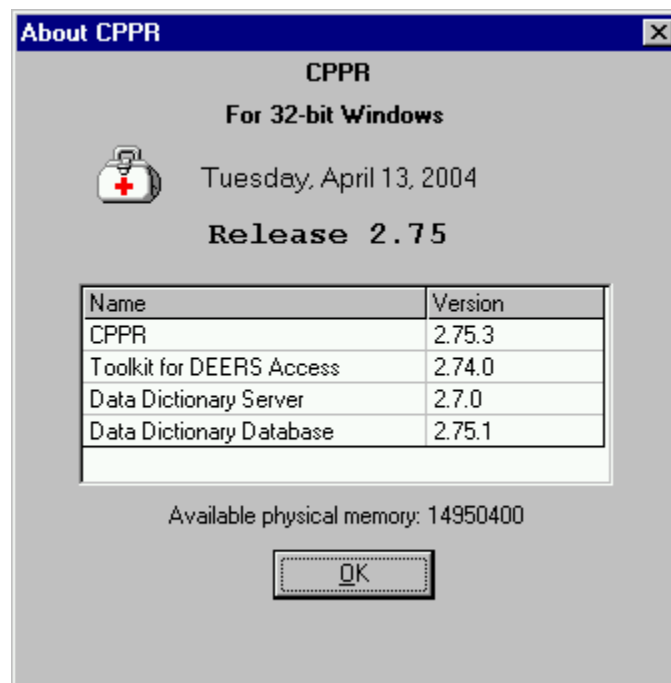 About CPPR
CPPR
For 32-bit Windows
Tuesday, April 13, 2004
Release 2.75
Name Version
CPPR 2.75.3
Toolkit for DEERS Access 2.74.0
Data Dictionary Server 2.7.0
Data Dictionary Database 2.75.1
Available physical memory: 14950400
OK